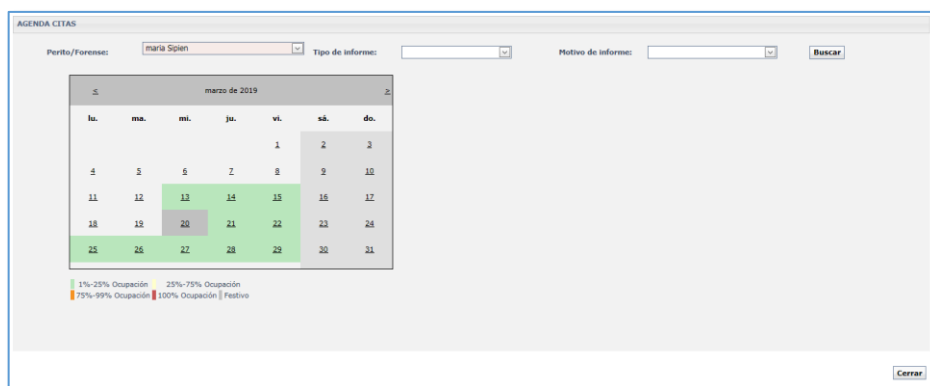 AGENDA CITAS
Perito/Forense: maria Sipien Tipo de informe: Motivo de informe: Buscar
< marzo de 2019 >
lu. ma. mi. ju. vi. sá. do.
1 2 3
4 5 6 7 8 9 10
11 12 13 14 15 16 17
18 19 20 21 22 23 24
25 26 27 28 29 30 31
1%-25% Ocupación 25%-75% Ocupación
75%-99% Ocupación 100% Ocupación Festivo
Cerrar